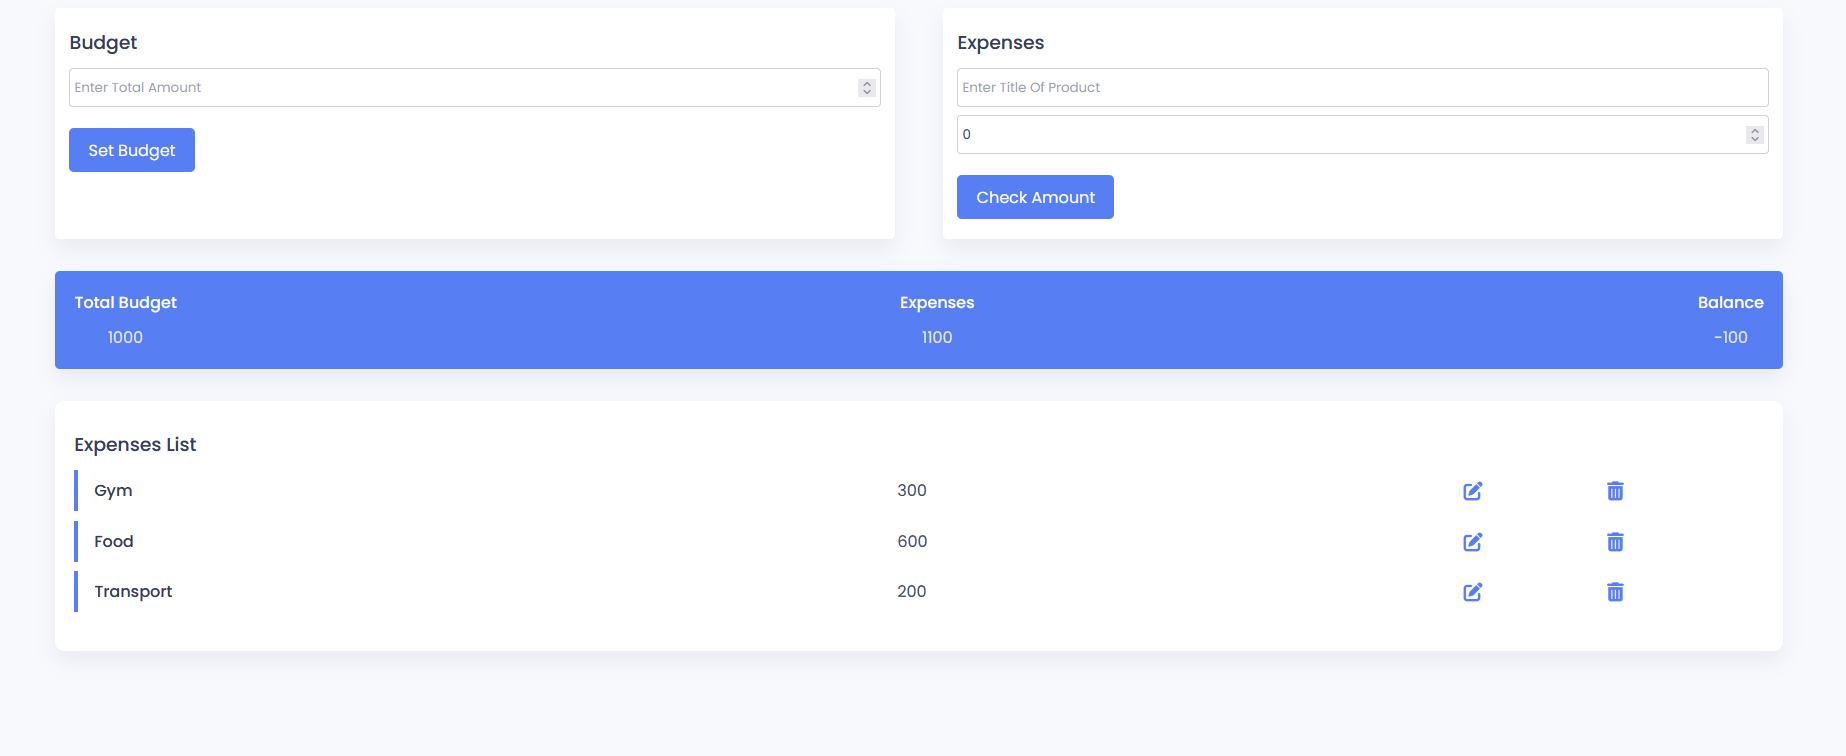 Budget
Enter Total Amount
Set Budget
Expenses
Enter Title Of Product
0
Check Amount
Total Budget Expenses Balance
1000 1100 -100
Expenses List
Gym 300
Food 600
Transport 200